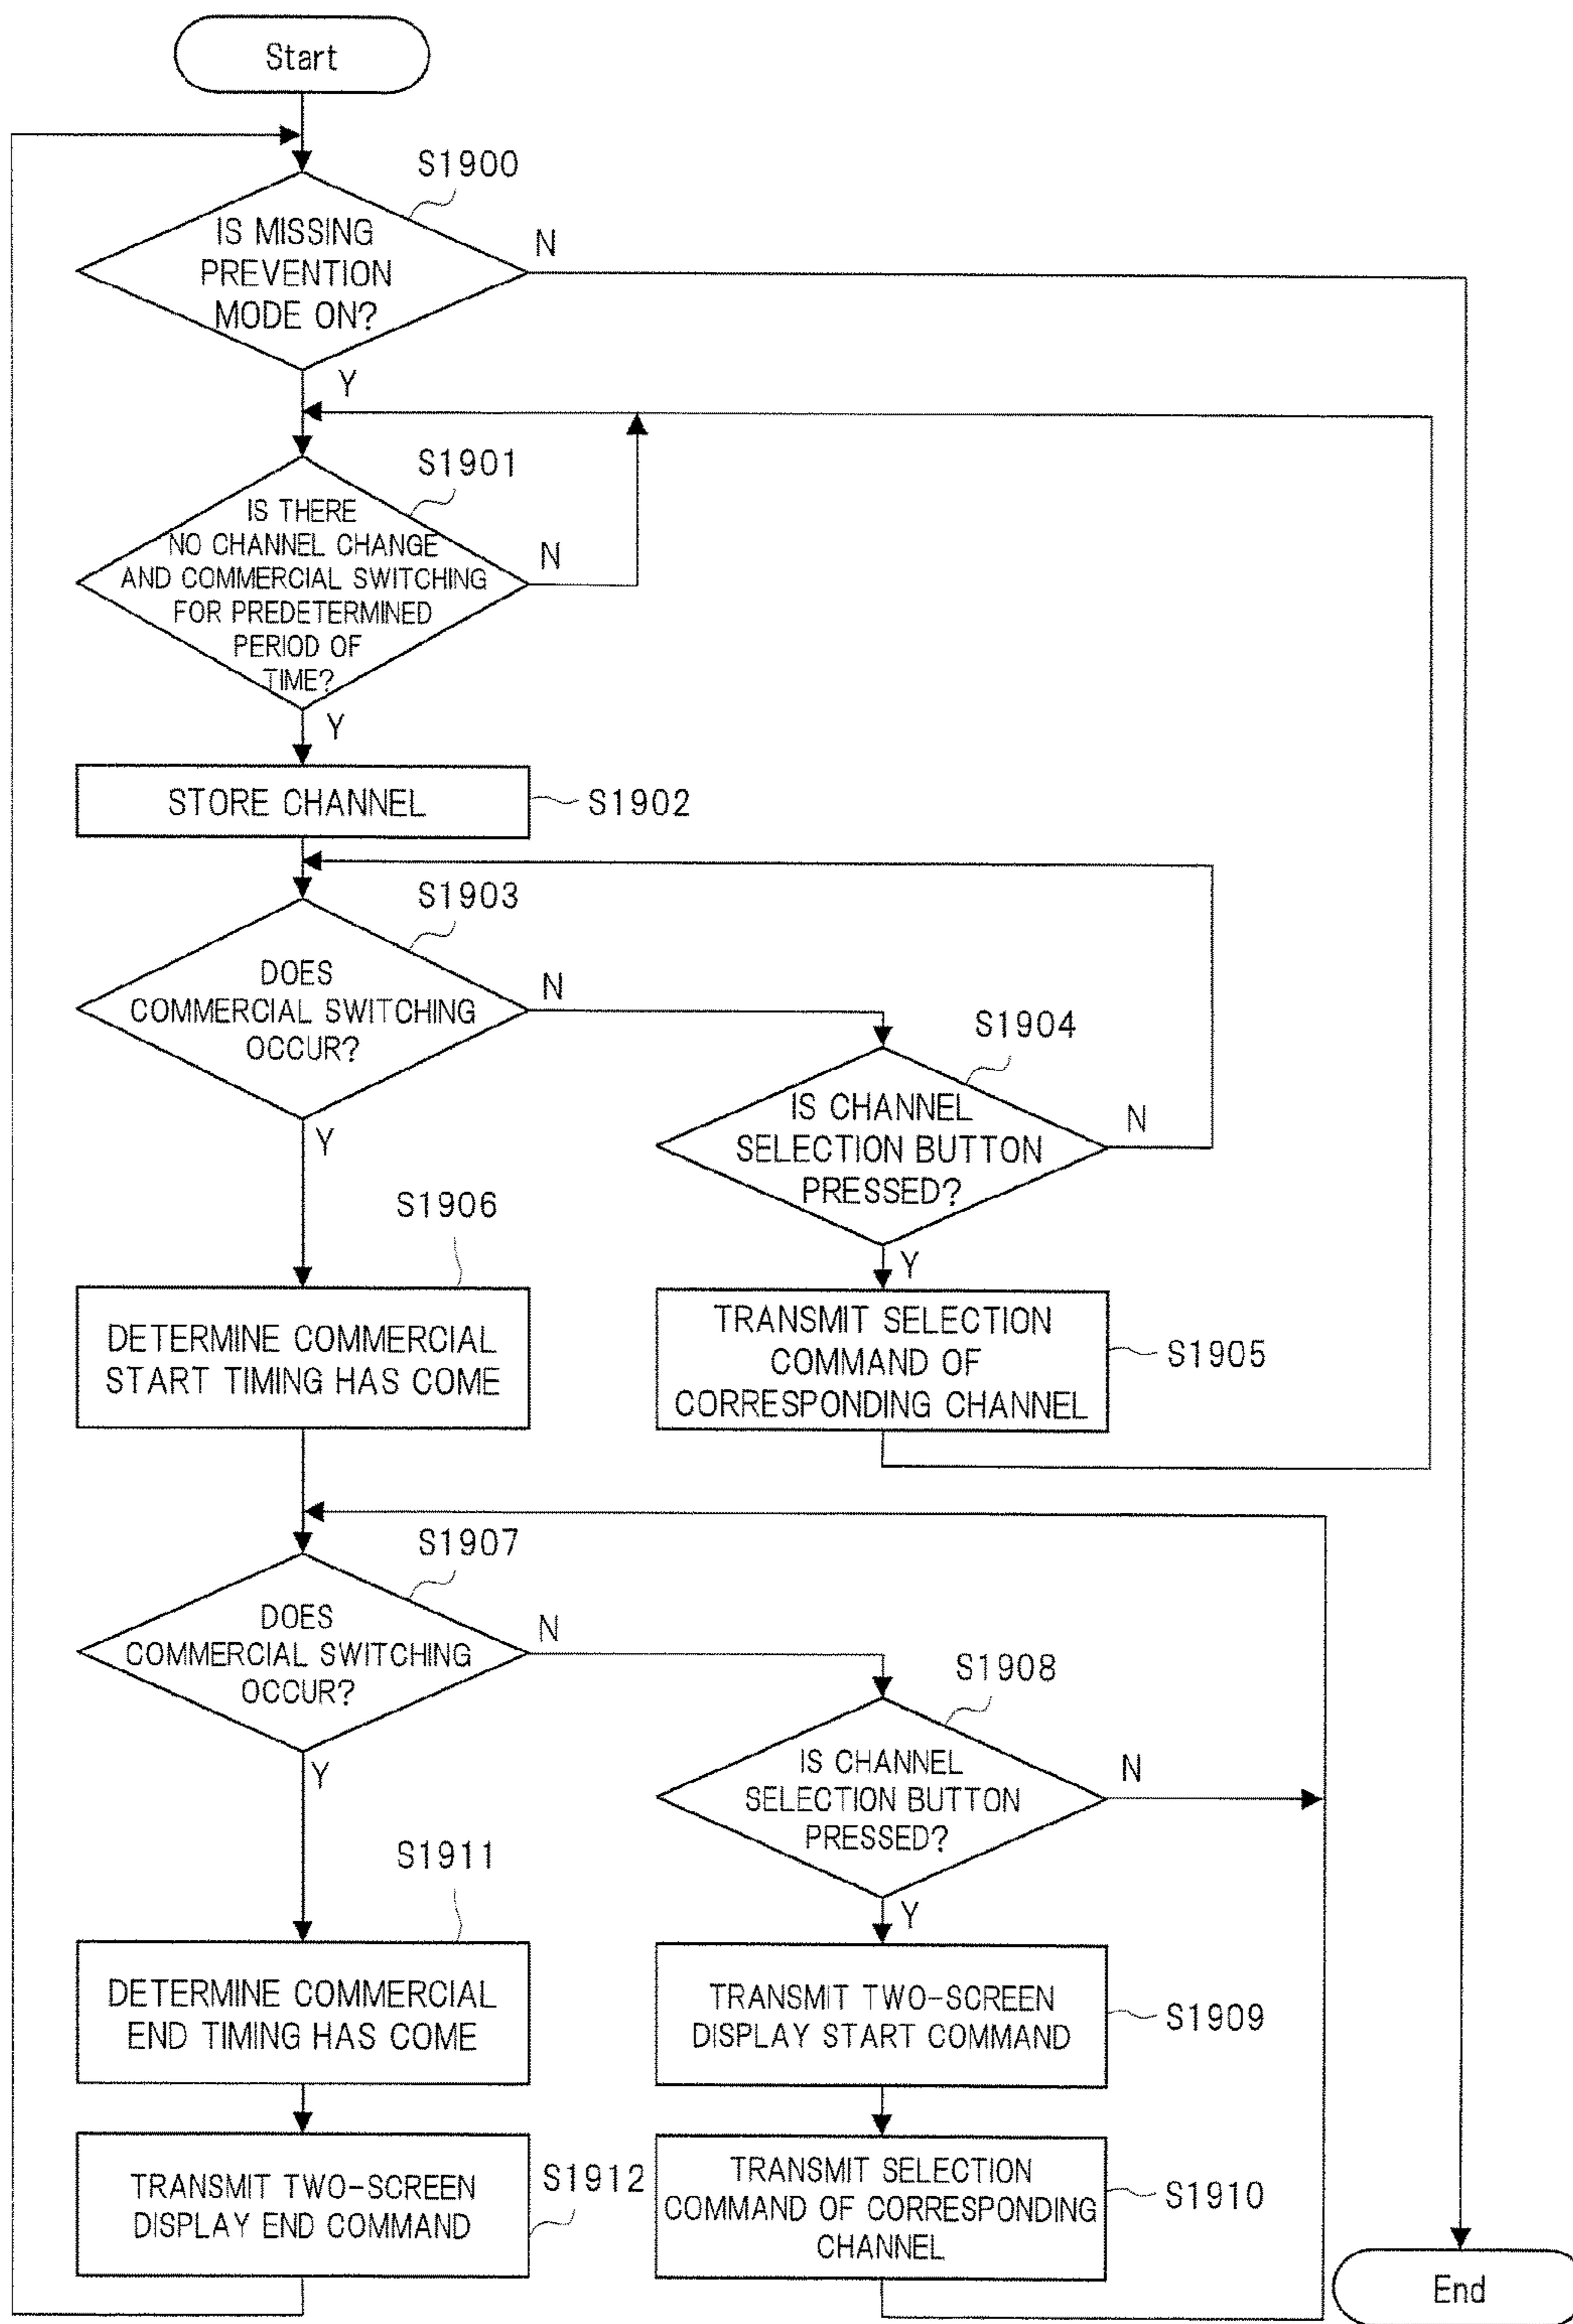 Start
S1900
IS MISSING
PREVENTION
MODE ON?
N
Y
S1901
IS THERE
NO CHANNEL CHANGE
AND COMMERCIAL SWITCHING
FOR PREDETERMINED
PERIOD OF
TIME?
N
Y
STORE CHANNEL
S1902
S1903
DOES
COMMERCIAL SWITCHING
OCCUR?
N
Y
S1904
IS CHANNEL
SELECTION BUTTON
PRESSED?
N
Y
TRANSMIT SELECTION
COMMAND OF
CORRESPONDING CHANNEL
S1905
S1906
DETERMINE COMMERCIAL
START TIMING HAS COME
S1907
DOES
COMMERCIAL SWITCHING
OCCUR?
N
Y
S1908
IS CHANNEL
SELECTION BUTTON
PRESSED?
N
Y
TRANSMIT TWO-SCREEN
DISPLAY START COMMAND
S1909
TRANSMIT SELECTION
COMMAND OF CORRESPONDING
CHANNEL
S1910
S1911
DETERMINE COMMERCIAL
END TIMING HAS COME
TRANSMIT TWO-SCREEN
DISPLAY END COMMAND
S1912
End